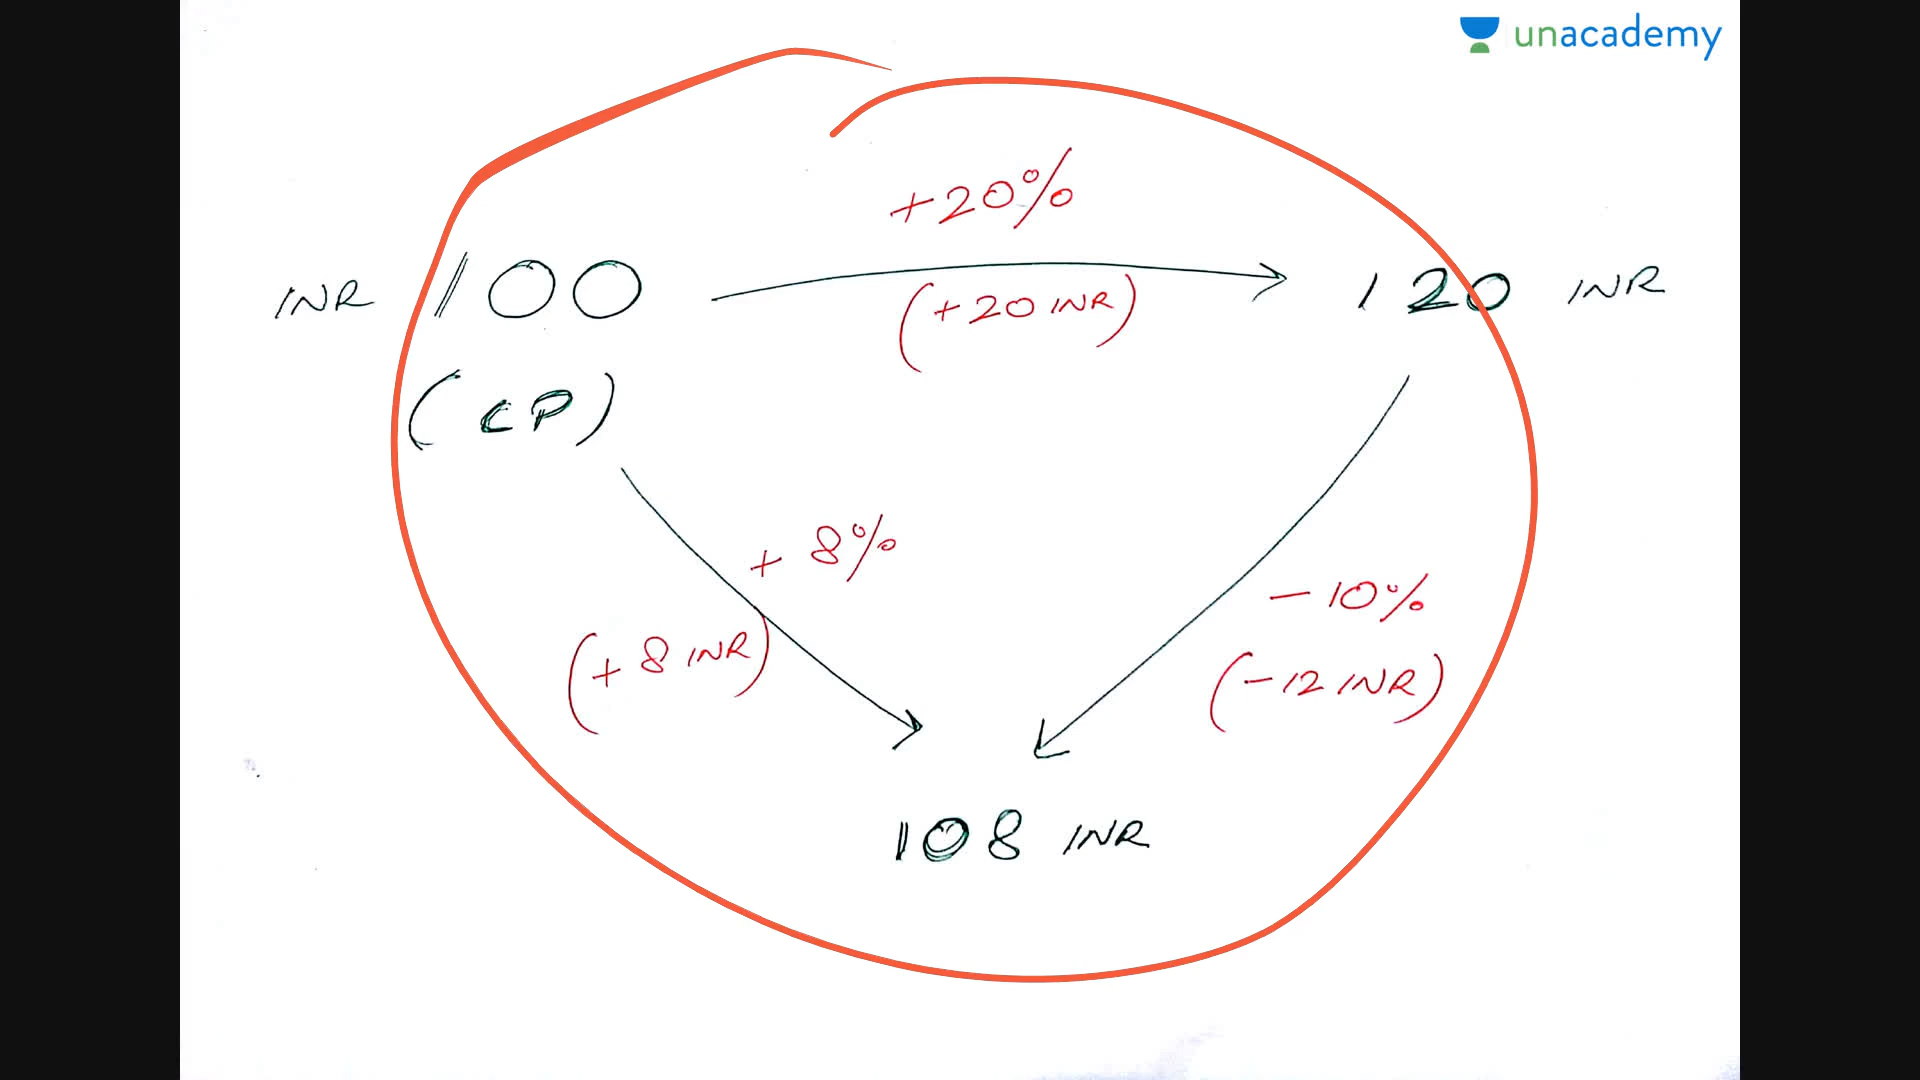 unacademy
+20%
INR 100 120 INR
(+20 INR)
(CP)
+ 8%
- 10%
(+ 8 INR)
(-12 INR)
108 INR